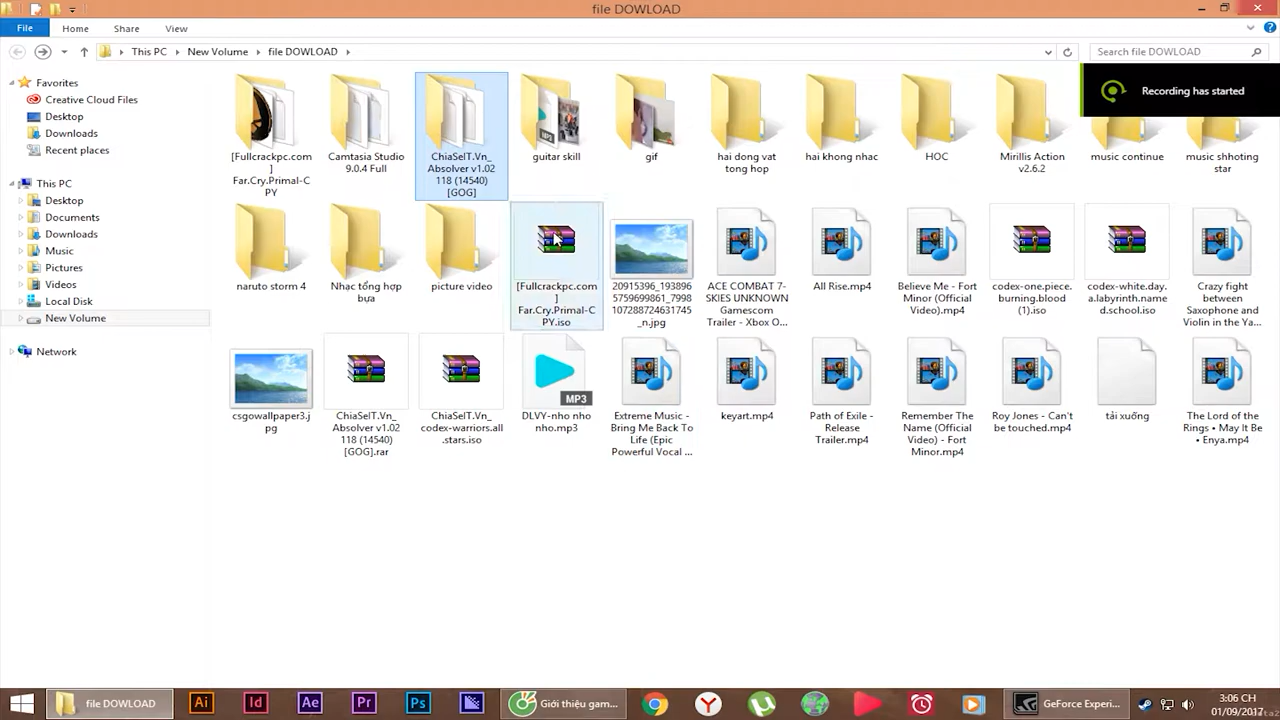 file DOWLOAD
File Home Share View
This PC New Volume file DOWLOAD
Search file DOWLOAD
Recording has started
Favorites
Creative Cloud Files
Desktop
Downloads
Recent places
This PC
Desktop
Documents
Downloads
Music
Pictures
Videos
Local Disk
New Volume
Network
[Fullcrackpc.com
]
Far.Cry.Primal-C
PY
Camtasia Studio
9.0.4 Full
ChiaSeIT.Vn_
Absolver v1.02
118 (14540)
[GOG]
guitar skill
gif
hai dong vat
tong hop
hai khong nhac
HOC
Mirillis Action
v2.6.2
music continue
music shhoting
star
naruto storm 4
Nhạc tổng hợp
bựa
picture video
[Fullcrackpc.com
]
Far.Cry.Primal-C
PY.iso
20915396_193896
5759699861_7998
107288724631745
_n.jpg
ACE COMBAT 7-
SKIES UNKNOWN
Gamescom
Trailer - Xbox O...
All Rise.mp4
Believe Me - Fort
Minor (Official
Video).mp4
codex-one.piece.
burning.blood
(1).iso
codex-white.day.
a.labyrinth.name
d.school.iso
Crazy fight
between
Saxophone and
Violin in the Ya...
csgowallpaper3.j
pg
ChiaSeIT.Vn_
Absolver v1.02
118 (14540)
[GOG].rar
ChiaSeIT.Vn_
codex-warriors.all
.stars.iso
MP3
DLVY-nho nho
nho.mp3
Extreme Music -
Bring Me Back To
Life (Epic
Powerful Vocal ...
keyart.mp4
Path of Exile -
Release
Trailer.mp4
Remember The
Name (Official
Video) - Fort
Minor.mp4
Roy Jones - Can't
be touched.mp4
tải xuống
The Lord of the
Rings • May It Be
• Enya.mp4
file DOWLOAD
Ai
Id
Ae
Pr
Ps
Giới thiệu gam...
GeForce Experi...
3:06 CH
01/09/2017